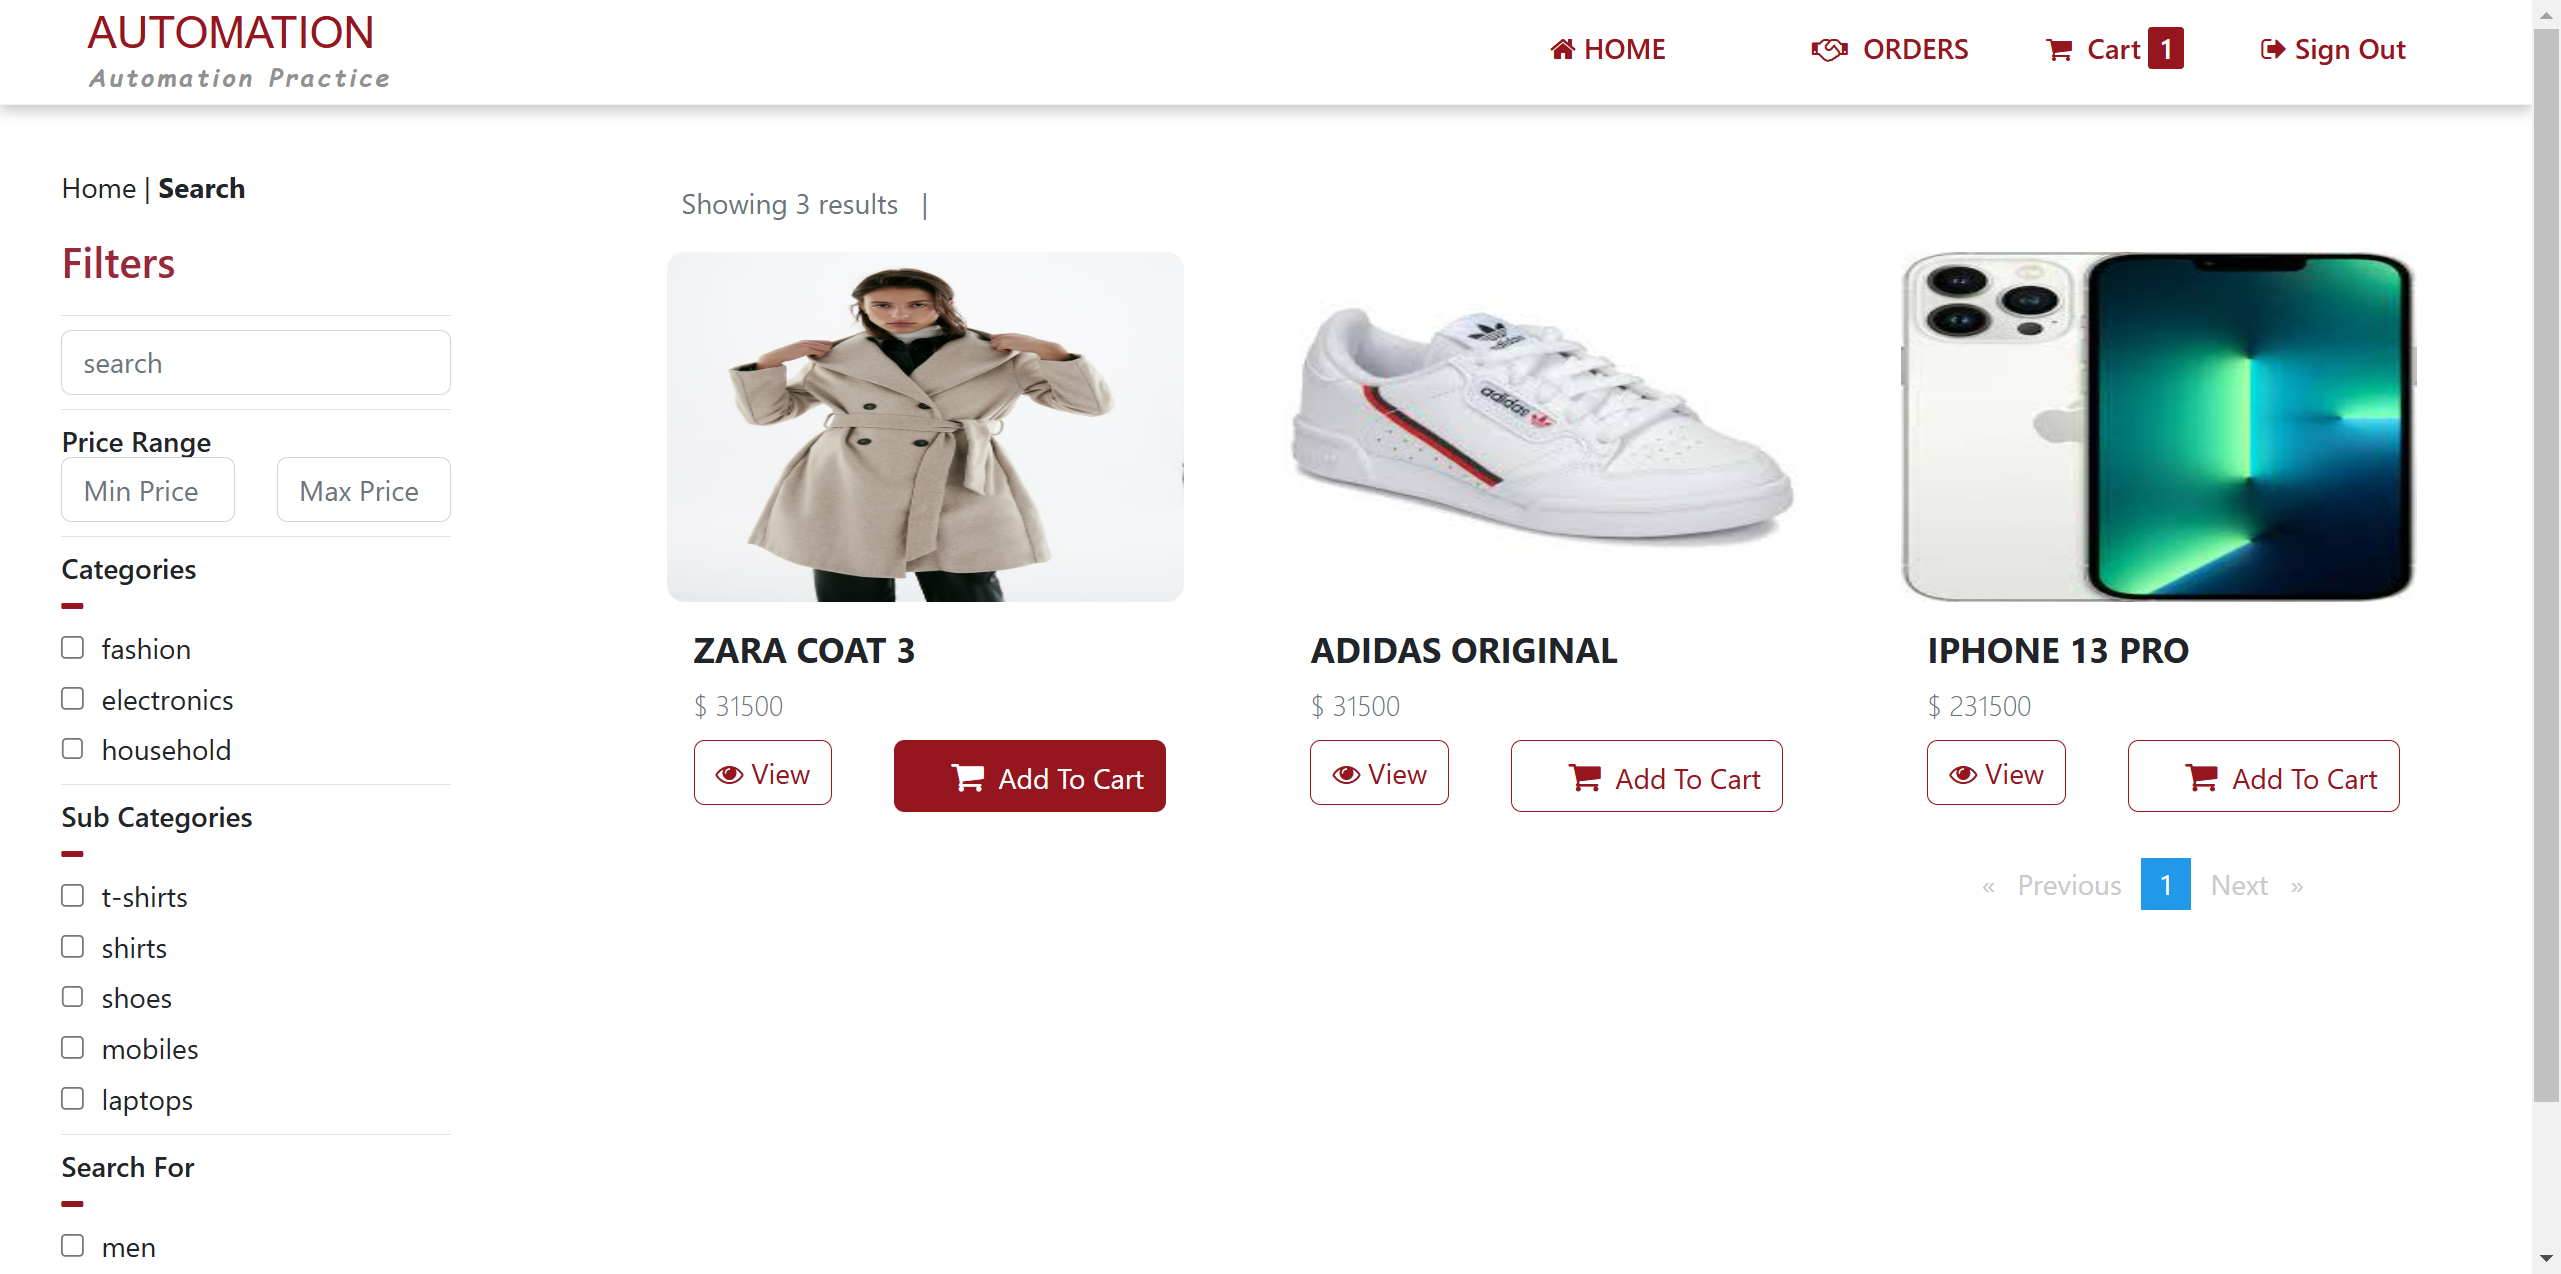 AUTOMATION
Automation Practice
HOME
ORDERS
Cart 1
Sign Out
Home | Search
Showing 3 results |
Filters
search
Price Range
Min Price
Max Price
Categories
fashion
electronics
household
Sub Categories
t-shirts
shirts
shoes
mobiles
laptops
Search For
men
adidas
adidas
ZARA COAT 3
$ 31500
View
Add To Cart
ADIDAS ORIGINAL
$ 31500
View
Add To Cart
IPHONE 13 PRO
$ 231500
View
Add To Cart
« Previous 1 Next »